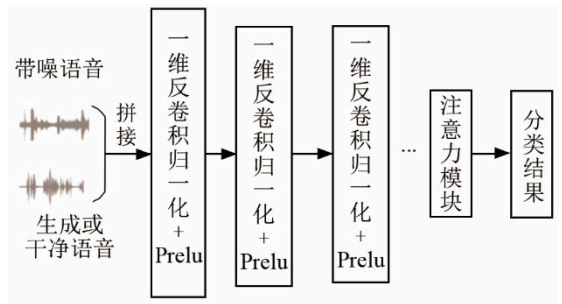 带噪语音
生成或
干净语音
拼接
一维反卷积归一化+Prelu
一维反卷积归一化+Prelu
一维反卷积归一化+Prelu
...
注意力模块
分类结果